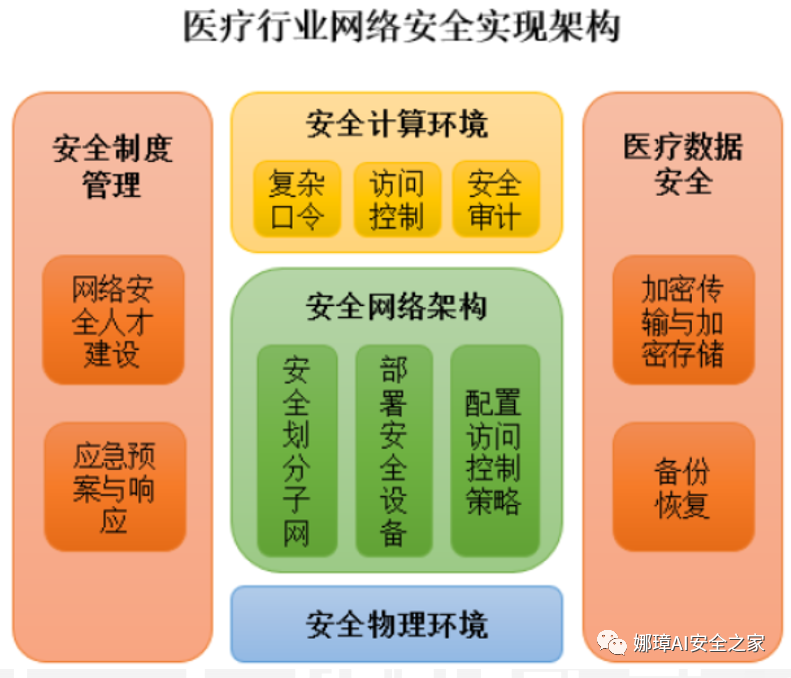 医疗行业网络安全实现架构
安全制度
管理
网络安
全人才
建设
应急预
案与响
应
安全计算环境
复杂
口令
访问
控制
安全
审计
安全网络架构
安全划分子网
部署安全设备
配置
访问
控制
策略
安全物理环境
医疗数据
安全
加密传
输与加
密存储
备份
恢复
娜璋AI安全之家